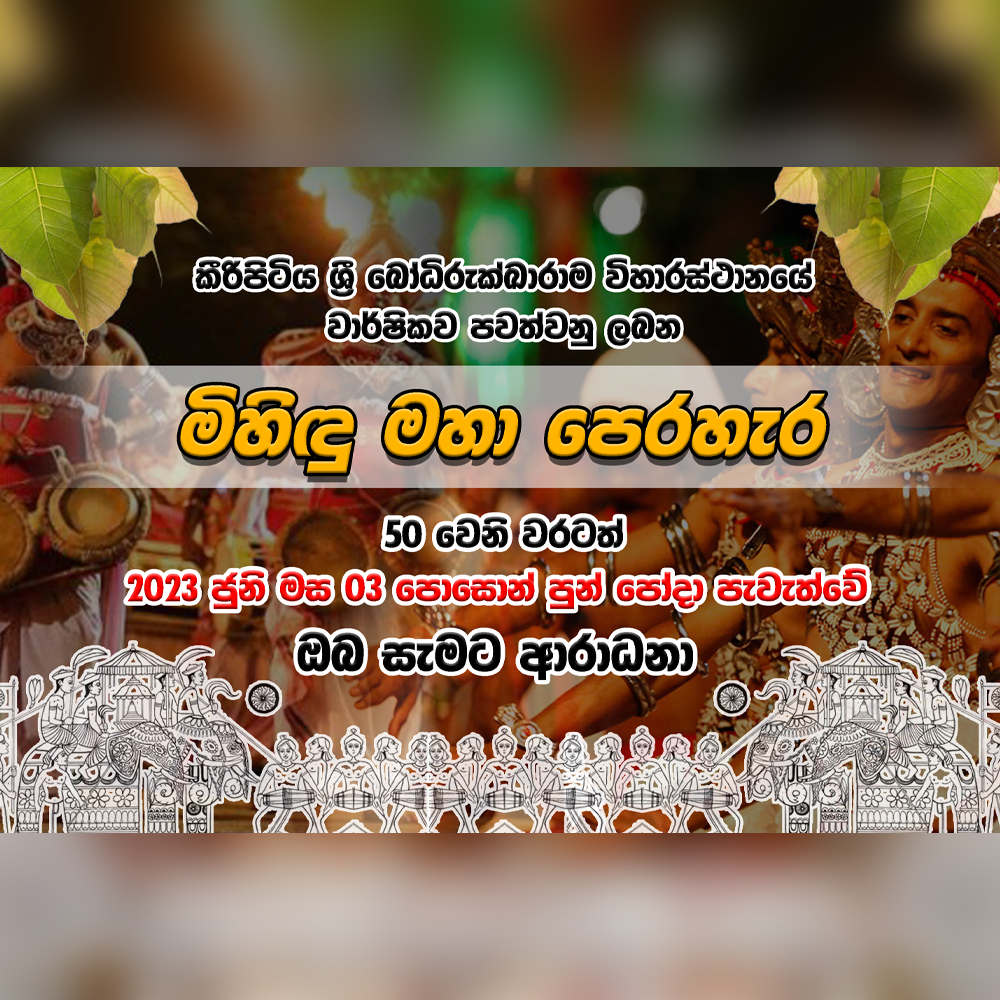 කීරිපිටිය ශ්‍රී බෝධිරුක්ඛාරාම විහාරස්ථානයේ
වාර්ෂිකව පවත්වනු ලබන
මිහිඳු මහා පෙරහැර
50 වෙනි වරටත්
2023 ජුනි මස 03 පොසොන් පුන් පෝදා පැවැත්වේ
ඔබ සැමට ආරාධනා